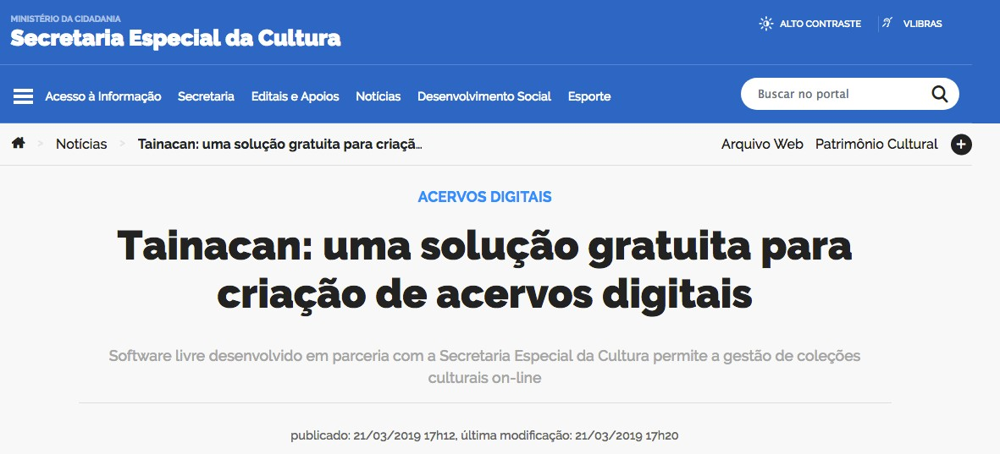 MINISTÉRIO DA CIDADANIA
Secretaria Especial da Cultura
ALTO CONTRASTE
VLIBRAS
Acesso à Informação Secretaria Editais e Apoios Notícias Desenvolvimento Social Esporte
Buscar no portal
Notícias > Tainacan: uma solução gratuita para criaçã...
Arquivo Web Patrimônio Cultural
ACERVOS DIGITAIS
Tainacan: uma solução gratuita para
criação de acervos digitais
Software livre desenvolvido em parceria com a Secretaria Especial da Cultura permite a gestão de coleções
culturais on-line
publicado: 21/03/2019 17h12, última modificação: 21/03/2019 17h20